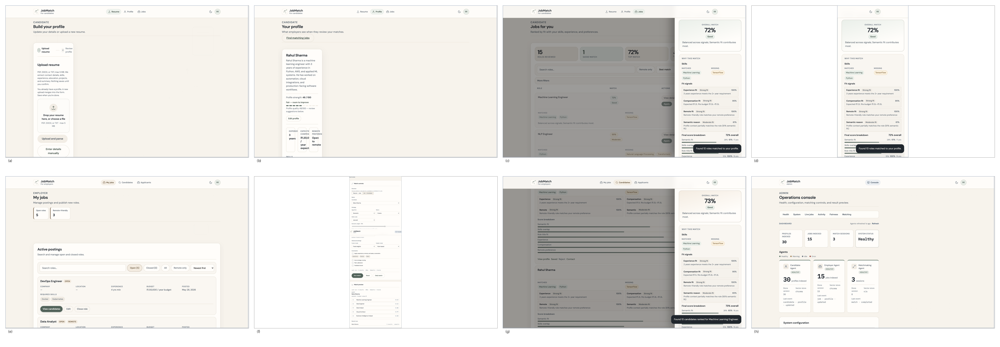 JobMatch
For candidates
Resume Profile Jobs
DE
CANDIDATE
Build your profile
Update your details or upload a new resume.
1 Upload resume
2 Review profile
Upload resume
PDF, DOCX, or TXT, max 5 MB. We
extract contact details, skills,
experience, education, projects,
and summary. Nothing saves until
you confirm.
You already have a profile. A new
upload merges into the form.
Save when you're done.
Drop your resume
here, or choose a file
PDF, DOCX, or TXT · max 5
MB
Upload and parse
Enter details
manually
(a)
JobMatch
For candidates
Resume Profile Jobs
DE
CANDIDATE
Your profile
What employers see when they review your matches.
Find matching jobs
Rahul Sharma
Rahul Sharma is a machine
learning engineer with 3
years of experience in
Python, AWS, and applied ML
systems. He has worked on
automation, cloud
integrations, and
production-facing software
workflows.
Profile strength: 48 / 100
Fair — room to improve
Profile quality 48/100 — review
suggestions below.
Edit profile
EXPERIEN
3
years
EXPECTE
COMPEN
₹1,20,0
/
year
expect
REMOTE
PREFEREN
Open
to
remote
SKILLS
(b)
JobMatch
For candidates
Resume Profile Jobs
DE
CANDIDATE
Jobs for you
Ranked by fit with your skills, experience, and preferences.
15
ROLES REVIEWED
1
GOOD MATCH
72%
TOP MATCH
Search roles...
Remote only
Best match
More filters
ROLE MATCH ACTIONS
Machine Learning Engineer
72%
Good
View detai
Apply
MATCHED MISSING
Machine Learning Python TensorFlow
Balanced across signals; Semantic fit contributes most.
NLP Engineer
50%
Moderate
View detai
Apply
MATCHED MISSING
Python Natural Language Processing Transformers
OVERALL MATCH
72%
Good
Balanced across signals; Semantic fit contributes
most.
WHY THIS MATCH
Skills
MATCHED MISSING
Machine Learning TensorFlow
Python
Fit signals
Experience fit Strong fit 100%
3 years experience meets the 2+ year requirement
Compensation fit Strong fit 95%
Expected ₹1.2L fits budget ₹1.3L–₹1.3L
Remote fit Strong fit 100%
Remote-friendly role matches your remote preference
Semantic reason Moderate fit 61%
Profile context partially matches the role (61% semantic
fit)
Final score breakdown 72% overall
Semantic fit 28% 61% 17 pts
Skills overlap
Role title fit
Found 10 roles matched to your profile.
Experience 15% 100% 15 pts
(c)
DE
OVERALL MATCH
72%
Good
Balanced across signals; Semantic fit contributes
most.
WHY THIS MATCH
Skills
MATCHED MISSING
Machine Learning TensorFlow
Python
Fit signals
Experience fit Strong fit 100%
3 years experience meets the 2+ year requirement
Compensation fit Strong fit 95%
Expected ₹1.2L fits budget ₹1.3L–₹1.3L
Remote fit Strong fit 100%
Remote-friendly role matches your remote preference
Semantic reason Moderate fit 61%
Profile context partially matches the role (61% semantic
fit)
Final score breakdown 72% overall
Semantic fit 28% 61% 17 pts
Skills overlap
Role title fit
Found 10 roles matched to your profile.
Experience 15% 100% 15 pts
(d)
JobMatch
For employers
My jobs Candidates Applicants
DE
EMPLOYER
My jobs
Manage postings and publish new roles.
Open roles
5
Remote-friendly
3
Active postings
Search and manage open and closed roles.
Search roles...
Open (5) Closed (0) All Remote only Newest first
DevOps Engineer OPEN
COMPANY LOCATION EXPERIENCE BUDGET POSTED
— — 4 yrs min ₹1,50,000 / year budget May 28, 2026
REQUIRED SKILLS
Docker Kubernetes
View candidates Edit Close role
Data Analyst OPEN REMOTE
COMPANY LOCATION EXPERIENCE BUDGET POSTED
(e)
Match controls
Rahul Sharma
JobMatch
Run match Reset Daily batch
Match preview
Rahul Sharma
Machine Learning Engineer
Data Engineer
Data Analyst
Cloud Architect
Business Intelligence Analyst
(f)
JobMatch
For employers
My jobs Candidates Applicants
DE
Machine Learning Python TensorFlow
Experience Strong fit 100%
2 years experience meets the 2+ year requirement
Compensation Strong fit
Remote Strong fit 100%
Remote-friendly role matches your remote preference
Semantic Moderate fit
Profile context partially matches the role (65% sem
Score breakdown
Semantic fit
Skills overlap
Role title fit
Experience
Compensation
Remote preference
View profile Saved Reject Contact
Rahul Sharma
MATCHED MISSING
Machine Learning Python TensorFlow
Experience Strong fit 100%
3 years experience meets the 2+ year requirement
Compensation Strong fit
Expected ₹1.2L fits budget ₹1.3L–₹1.3L
Remote Strong fit 100%
Remote-friendly role matches your remote preference
Semantic Moderate fit
Score breakdown
Semantic fit
Skills overlap
OVERALL MATCH
73%
Good
Balanced across signals; Semantic fit contributes
most.
WHY THIS MATCH
Skills
MATCHED MISSING
Machine Learning TensorFlow
Python
Fit signals
Experience fit Strong fit 100%
2 years experience meets the 2+ year requirement
Compensation fit Strong fit 95%
Remote fit Strong fit 100%
Remote-friendly role matches your remote preference
Semantic reason Moderate fit 65%
Profile context partially matches the role (65% semantic
fit)
Final score breakdown 73% overall
Semantic fit 28% 65% 18 pts
Found 10 candidates ranked for Machine Learning Engineer.
Experience 15% 100% 15 pts
(g)
JobMatch
Admin
Console
DE
ADMIN
Operations console
Health, configuration, matching controls, and result preview.
Health System Live jobs Activity Fairness Matching
DASHBOARD
Agents refreshed 1s ago Refresh
PROFILES
INDEXED
30
JOBS INDEXED
15
MATCH SESSIONS
3
SYSTEM STATUS
Healthy
Agents
Healthy Warning Idle Error
Candidate
Agent
HEALTHY
30 profiles indexed
Store
version
30
Vector store
chroma
Last event
candidate · profile
· updated
Employer Agent
HEALTHY
15 jobs indexed
Store
version
15
Vector store
chroma
Last event
job · profile ·
updated
Matchmaking
Agent
HEALTHY
3 sessions
Store
version
0
Vector store
n/a
Last event
match · completed
System configuration
(h)